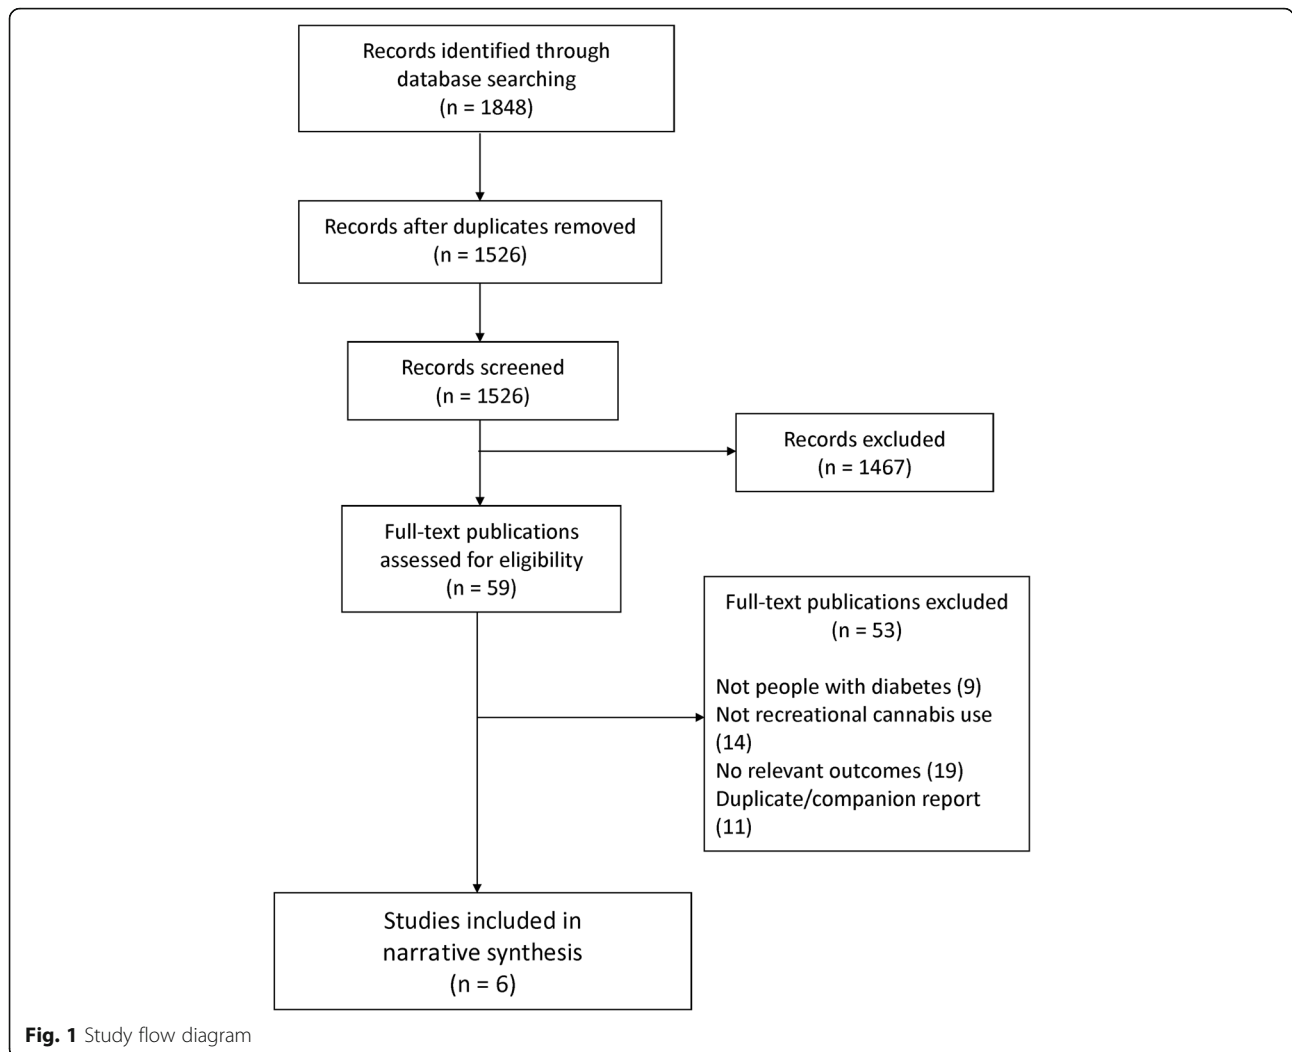 Records identified through
database searching
(n = 1848)
Records after duplicates removed
(n = 1526)
Records screened
(n = 1526)
Records excluded
(n = 1467)
Full-text publications
assessed for eligibility
(n = 59)
Full-text publications excluded
(n = 53)
Not people with diabetes (9)
Not recreational cannabis use
(14)
No relevant outcomes (19)
Duplicate/companion report
(11)
Studies included in
narrative synthesis
(n = 6)
Fig. 1 Study flow diagram